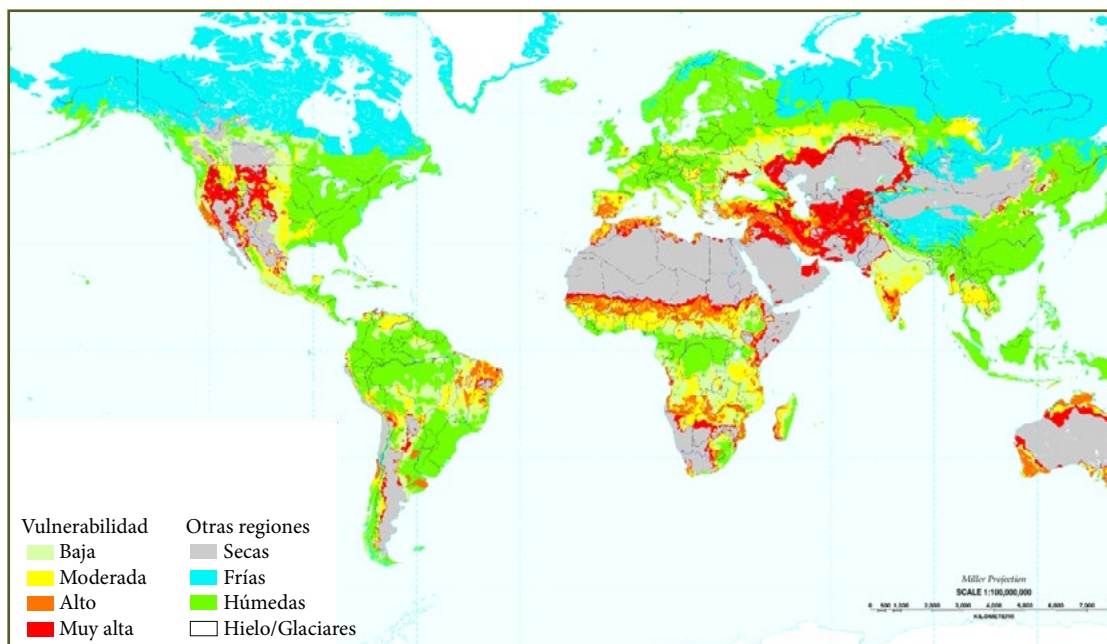 Vulnerabilidad
Baja
Moderada
Alto
Muy alta
Otras regiones
Secas
Frías
Húmedas
Hielo/Glaciares
Miller Projection
SCALE 1:100,000,000
KILOMETERS